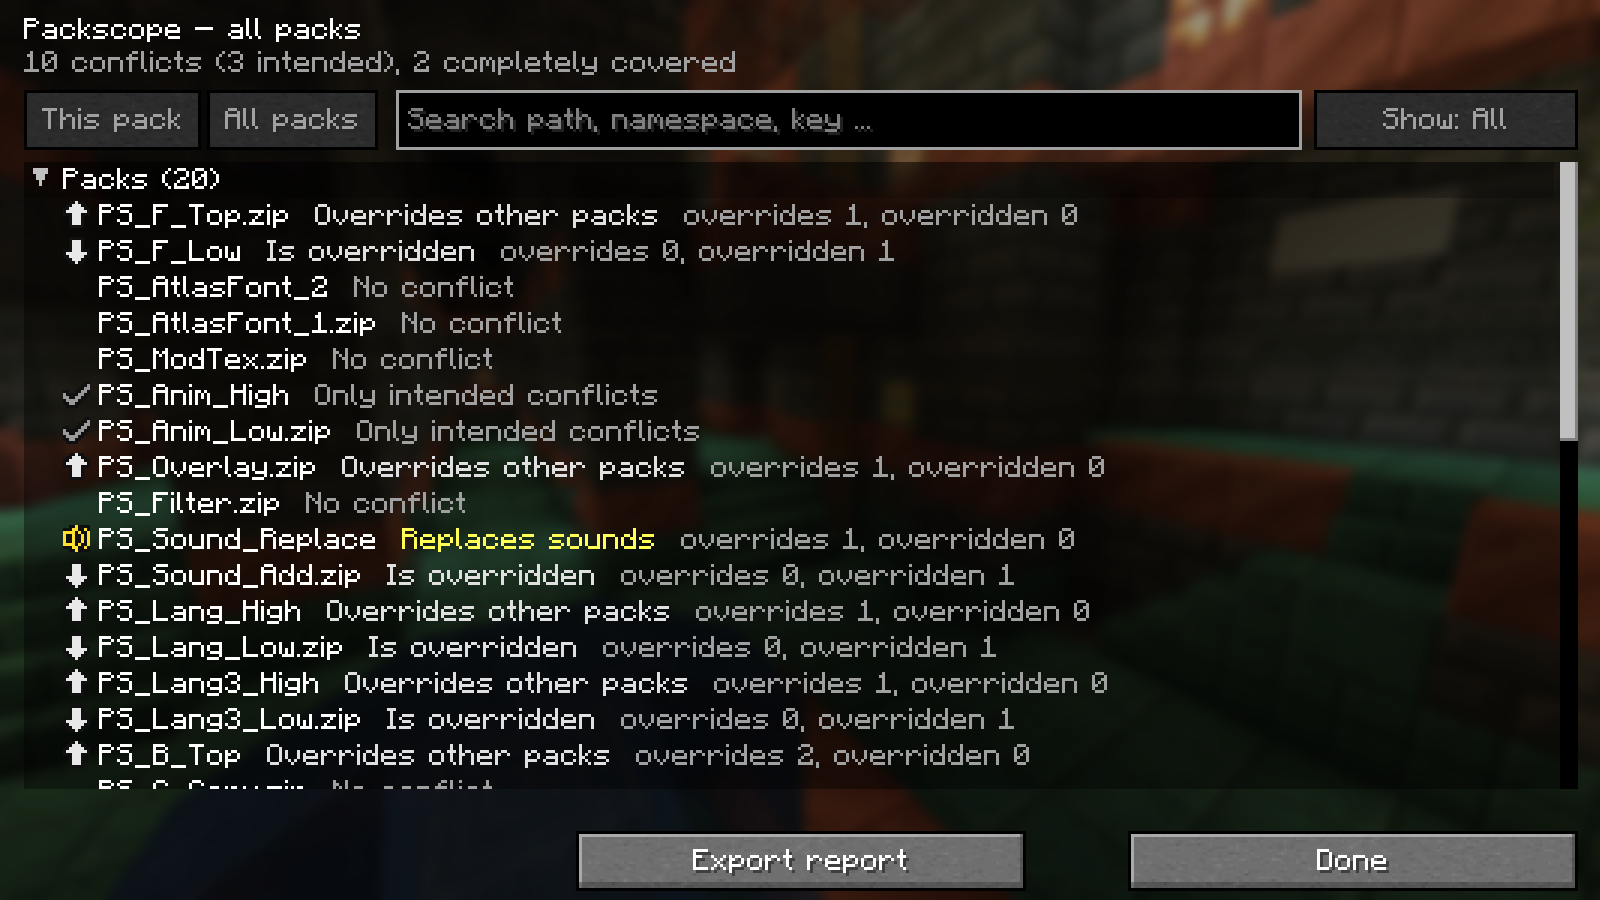 Packscope — all packs
10 conflicts (3 intended), 2 completely covered
This pack All packs Search path, namespace, key ... Show: All
▼ Packs (20)
PS_F_Top.zip Overrides other packs overrides 1, overridden 0
PS_F_Low Is overridden overrides 0, overridden 1
PS_AtlasFont_2 No conflict
PS_AtlasFont_1.zip No conflict
PS_ModTex.zip No conflict
PS_Anim_High Only intended conflicts
PS_Anim_Low.zip Only intended conflicts
PS_Overlay.zip Overrides other packs overrides 1, overridden 0
PS_Filter.zip No conflict
PS_Sound_Replace Replaces sounds overrides 1, overridden 0
PS_Sound_Add.zip Is overridden overrides 0, overridden 1
PS_Lang_High Overrides other packs overrides 1, overridden 0
PS_Lang_Low.zip Is overridden overrides 0, overridden 1
PS_Lang3_High Overrides other packs overrides 1, overridden 0
PS_Lang3_Low.zip Is overridden overrides 0, overridden 1
PS_B_Top Overrides other packs overrides 2, overridden 0
No conflict
Export report Done